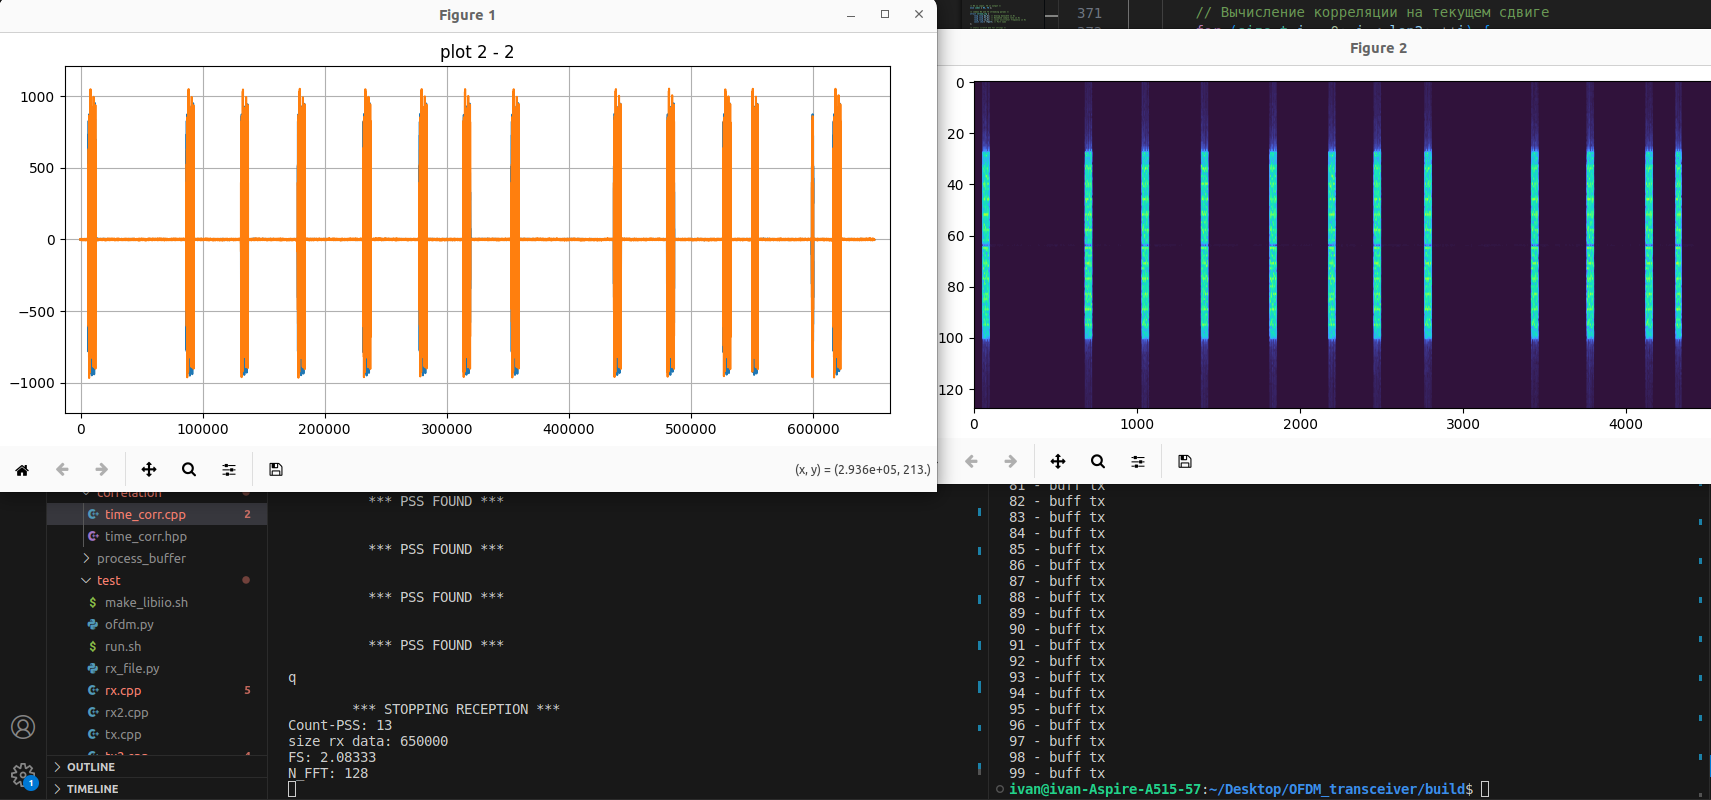 Figure 1
371
// Вычисление корреляции на текущем сдвиге
Figure 2
plot 2 - 2
1000
500
0
−500
−1000
0
100000
200000
300000
400000
500000
600000
(x, y) = (2.936e+05, 213.)
0
20
40
60
80
100
120
0
1000
2000
3000
4000
correlation
time_corr.cpp
2
time_corr.hpp
process_buffer
test
make_libiio.sh
ofdm.py
run.sh
rx_file.py
rx.cpp
5
rx2.cpp
tx.cpp
OUTLINE
TIMELINE
1
*** PSS FOUND ***
*** PSS FOUND ***
*** PSS FOUND ***
*** PSS FOUND ***
q
*** STOPPING RECEPTION ***
Count-PSS: 13
size rx data: 650000
FS: 2.08333
N_FFT: 128
81 - buff tx
82 - buff tx
83 - buff tx
84 - buff tx
85 - buff tx
86 - buff tx
87 - buff tx
88 - buff tx
89 - buff tx
90 - buff tx
91 - buff tx
92 - buff tx
93 - buff tx
94 - buff tx
95 - buff tx
96 - buff tx
97 - buff tx
98 - buff tx
99 - buff tx
ivan@ivan-Aspire-A515-57:~/Desktop/OFDM_transceiver/build$